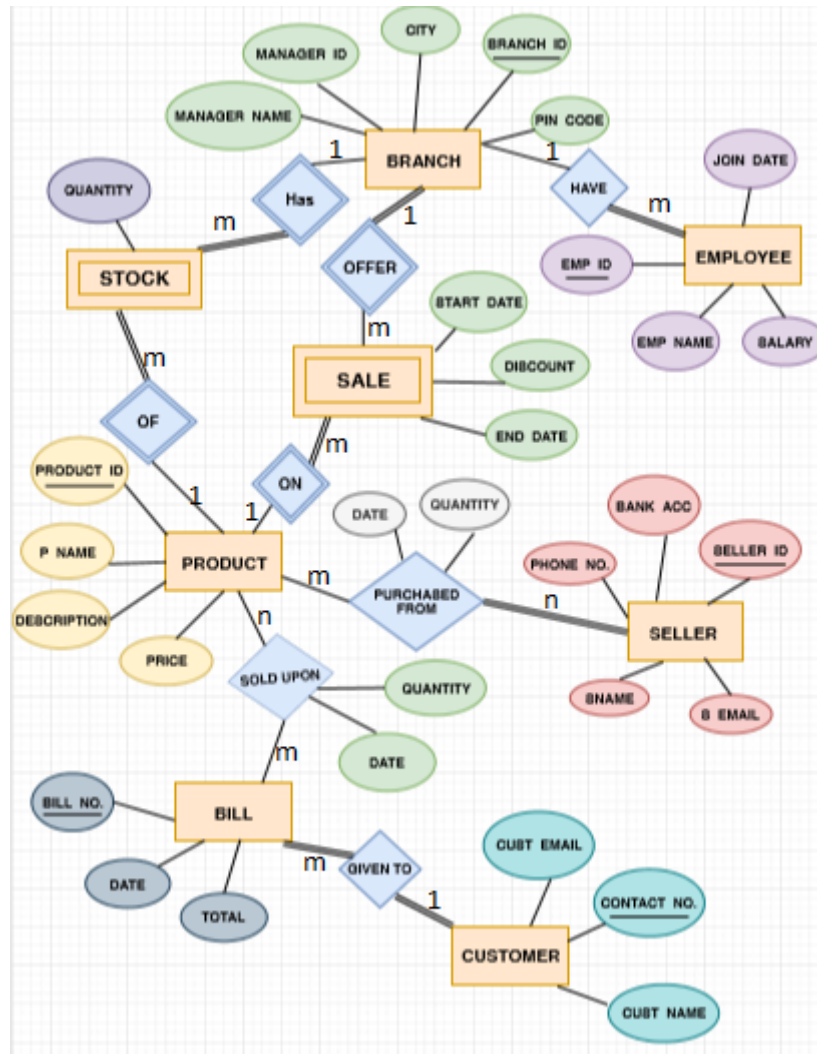 CITY
MANAGER ID
BRANCH ID
MANAGER NAME
PIN CODE
1
BRANCH
1
JOIN DATE
QUANTITY
Has
HAVE
m
1
m
STOCK
OFFER
EMP ID
EMPLOYEE
START DATE
m
m
EMP NAME
SALARY
SALE
DISCOUNT
OF
END DATE
m
PRODUCT ID
ON
1
1
QUANTITY
BANK ACC
DATE
P NAME
PRODUCT
PHONE NO.
SELLER ID
m
PURCHASED
FROM
n
DESCRIPTION
n
SELLER
PRICE
SOLD UPON
QUANTITY
SNAME
S EMAIL
m
DATE
BILL NO.
BILL
CUST EMAIL
m
GIVEN TO
DATE
1
CONTACT NO.
TOTAL
CUSTOMER
CUST NAME